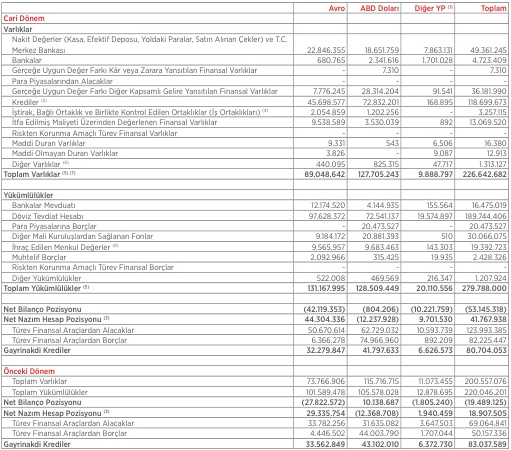 Avro ABD Doları Diğer YP (1) Toplam
Cari Dönem
Varlıklar
Nakit Değerler (Kasa, Efektif Deposu, Yoldaki Paralar, Satın Alınan Çekler) ve T.C.
Merkez Bankası 22.846.355 18.651.759 7.863.131 49.361.245
Bankalar 680.765 2.341.616 1.701.028 4.723.409
Gerçeğe Uygun Değer Farkı Kâr veya Zarara Yansıtılan Finansal Varlıklar - 7.310 - 7.310
Para Piyasalarından Alacaklar - - - -
Gerçeğe Uygun Değer Farkı Diğer Kapsamlı Gelire Yansıtılan Finansal Varlıklar 7.776.245 28.314.204 91.541 36.181.990
Krediler (2) 45.698.577 72.832.201 168.895 118.699.673
İştirak, Bağlı Ortaklık ve Birlikte Kontrol Edilen Ortaklıklar (İş Ortaklıkları) (4) 2.054.859 1.202.256 - 3.257.115
İtfa Edilmiş Maliyeti Üzerinden Değerlenen Finansal Varlıklar 9.538.589 3.530.039 892 13.069.520
Riskten Korunma Amaçlı Türev Finansal Varlıklar - - - -
Maddi Duran Varlıklar 9.331 543 6.506 16.380
Maddi Olmayan Duran Varlıklar 3.826 - 9.087 12.913
Diğer Varlıklar (6) 440.095 825.315 47.717 1.313.127
Toplam Varlıklar (5) (7) 89.048.642 127.705.243 9.888.797 226.642.682
Yükümlülükler
Bankalar Mevduatı 12.174.520 4.144.935 155.564 16.475.019
Döviz Tevdiat Hesabı 97.628.372 72.541.137 19.574.897 189.744.406
Para Piyasalarına Borçlar - 20.473.527 - 20.473.527
Diğer Mali Kuruluşlardan Sağlanan Fonlar 9.184.172 20.881.393 510 30.066.075
İhraç Edilen Menkul Değerler (6) 9.565.957 9.683.463 143.303 19.392.723
Muhtelif Borçlar 2.092.966 315.425 19.935 2.428.326
Riskten Korunma Amaçlı Türev Finansal Borçlar - - - -
Diğer Yükümlülükler 522.008 469.569 216.347 1.207.924
Toplam Yükümlülükler (5) 131.167.995 128.509.449 20.110.556 279.788.000
Net Bilanço Pozisyonu (42.119.353) (804.206) (10.221.759) (53.145.318)
Net Nazım Hesap Pozisyonu (3) 44.304.336 (12.237.928) 9.701.530 41.767.938
Türev Finansal Araçlardan Alacaklar 50.670.614 62.729.032 10.593.739 123.993.385
Türev Finansal Araçlardan Borçlar 6.366.278 74.966.960 892.209 82.225.447
Gayrinakdi Krediler 32.279.847 41.797.633 6.626.573 80.704.053
Önceki Dönem
Toplam Varlıklar 73.766.906 115.716.715 11.073.455 200.557.076
Toplam Yükümlülükler 101.589.478 105.578.028 12.878.695 220.046.201
Net Bilanço Pozisyonu (27.822.572) 10.138.687 (1.805.240) (19.489.125)
Net Nazım Hesap Pozisyonu (3) 29.335.754 (12.368.708) 1.940.459 18.907.505
Türev Finansal Araçlardan Alacaklar 33.782.256 31.635.082 3.647.503 69.064.841
Türev Finansal Araçlardan Borçlar 4.446.502 44.003.790 1.707.044 50.157.336
Gayrinakdi Krediler 33.562.849 43.102.010 6.372.730 83.037.589